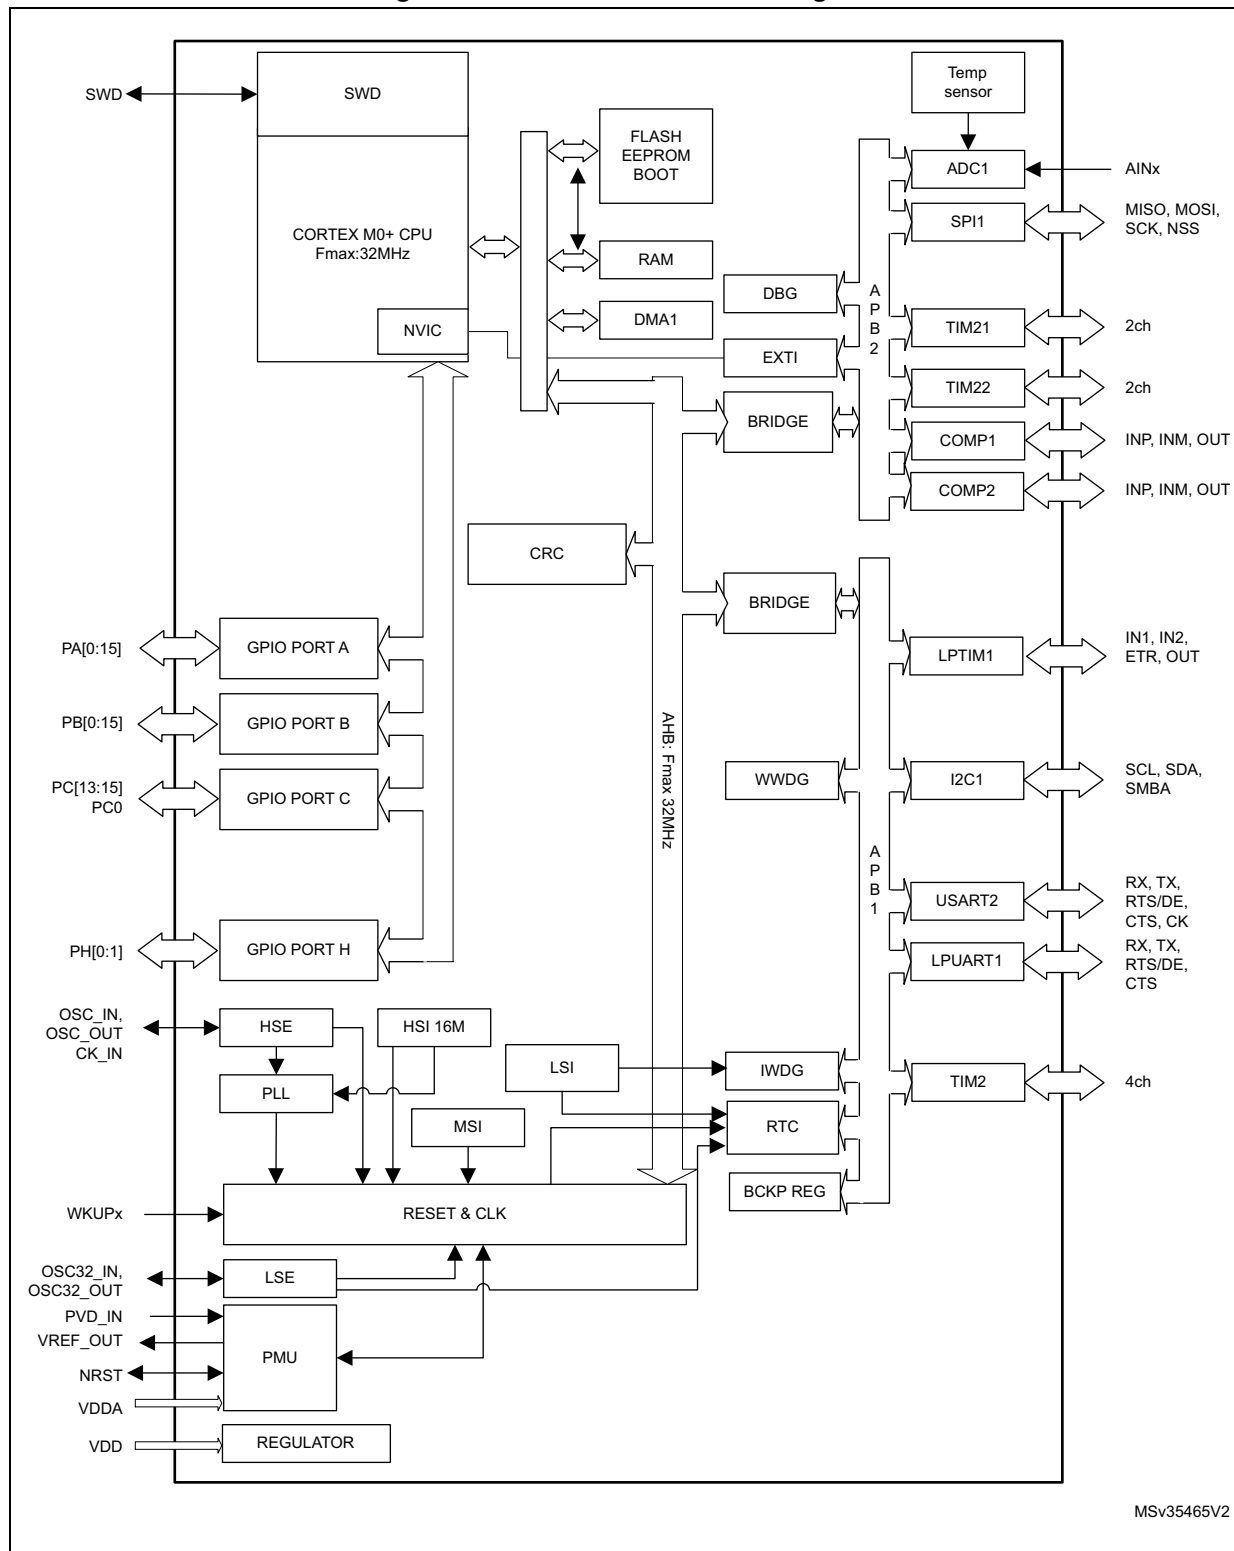 SWD
SWD
CORTEX M0+ CPU
Fmax:32MHz
NVIC
FLASH
EEPROM
BOOT
RAM
DMA1
Temp
sensor
ADC1
AINx
SPI1
MISO, MOSI,
SCK, NSS
DBG
EXTI
BRIDGE
APB2
TIM21
2ch
TIM22
2ch
COMP1
INP, INM, OUT
COMP2
INP, INM, OUT
CRC
BRIDGE
PA[0:15]
GPIO PORT A
PB[0:15]
GPIO PORT B
PC[13:15]
PC0
GPIO PORT C
PH[0:1]
GPIO PORT H
AHB: Fmax 32MHz
LPTIM1
IN1, IN2,
ETR, OUT
WWDG
I2C1
SCL, SDA,
SMBA
APB1
USART2
RX, TX,
RTS/DE,
CTS, CK
LPUART1
RX, TX,
RTS/DE,
CTS
OSC_IN,
OSC_OUT
CK_IN
HSE
HSI 16M
PLL
LSI
IWDG
TIM2
4ch
MSI
RTC
BCKP REG
WKUPx
RESET & CLK
OSC32_IN,
OSC32_OUT
LSE
PVD_IN
VREF_OUT
NRST
VDDA
PMU
VDD
REGULATOR
MSv35465V2